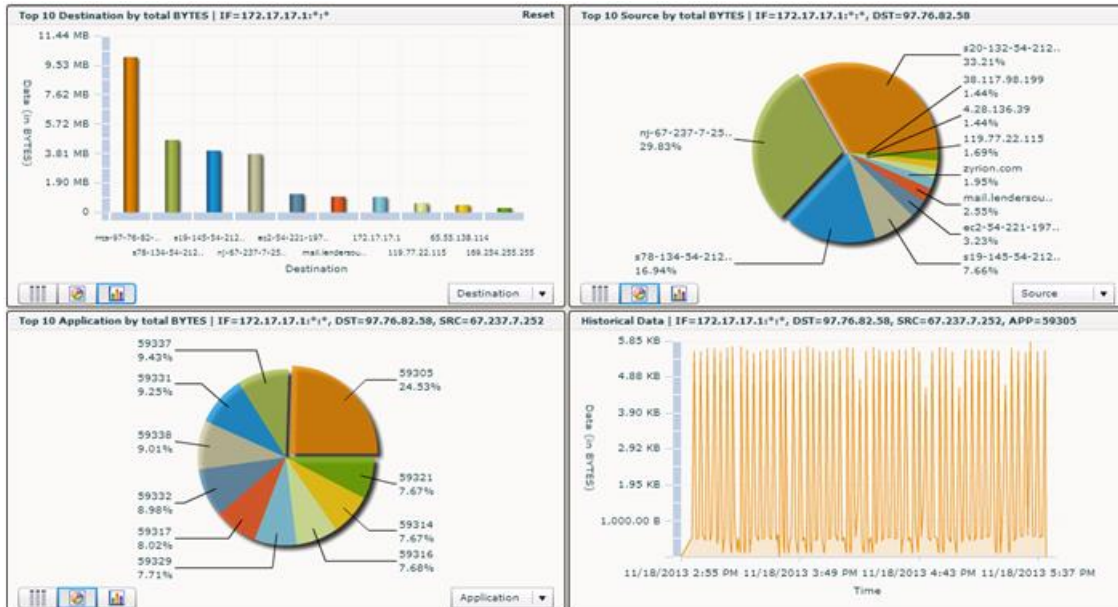 Top 10 Destination by total BYTES | IF=172.17.17.1:*:*
Reset
11.44 MB
9.53 MB
7.62 MB
5.72 MB
3.81 MB
1.90 MB
0
Data (in BYTES)
s19-145-54-212...
ec2-54-221-197...
172.17.17.1
65.55.138.114
s78-134-54-212...
nj-67-237-7-25...
mail.lendersou...
119.77.22.115
169.254.255.255
Destination
Destination
Top 10 Source by total BYTES | IF=172.17.17.1:*:*, DST=97.76.82.58
s20-132-54-212..
33.21%
38.117.98.199
1.44%
4.28.136.39
1.44%
119.77.22.115
1.69%
zyrion.com
1.95%
mail.lendersou..
2.55%
ec2-54-221-197..
3.23%
s19-145-54-212..
7.66%
s78-134-54-212..
16.94%
nj-67-237-7-25..
29.83%
Source
Top 10 Application by total BYTES | IF=172.17.17.1:*:*, DST=97.76.82.58, SRC=67.237.7.252
59337
9.43%
59305
24.53%
59331
9.25%
59338
9.01%
59332
8.98%
59317
8.02%
59329
7.71%
59321
7.67%
59314
7.67%
59316
7.68%
Application
Historical Data | IF=172.17.17.1:*:*, DST=97.76.82.58, SRC=67.237.7.252, APP=59305
5.85 KB
4.88 KB
3.90 KB
2.92 KB
1.95 KB
1,000.00 B
Data (in BYTES)
11/18/2013 2:55 PM
11/18/2013 3:49 PM
11/18/2013 4:43 PM
11/18/2013 5:37 PM
Time